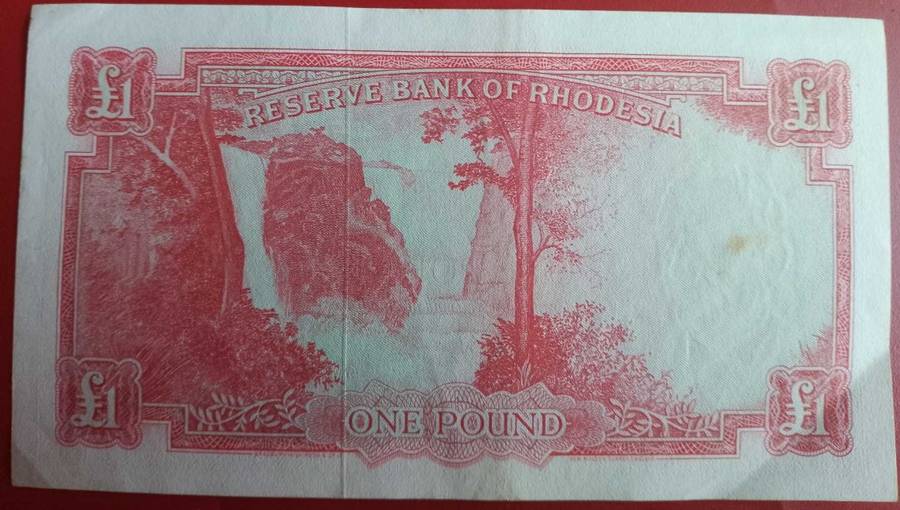 £1 £1
RESERVE BANK OF RHODESIA
£1 ONE POUND £1